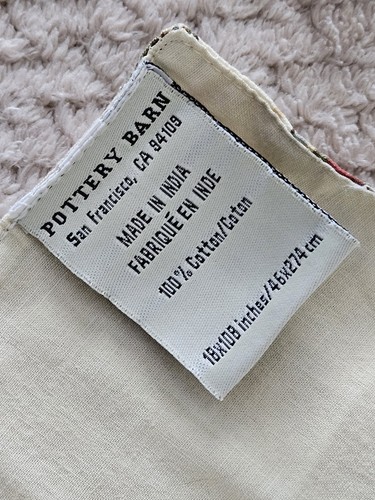 POTTERY BARN
San Francisco, CA 94109
MADE IN INDIA
FABRIQUÉ EN INDE
100% Cotton/Coton
18x108 inches/46x274 cm